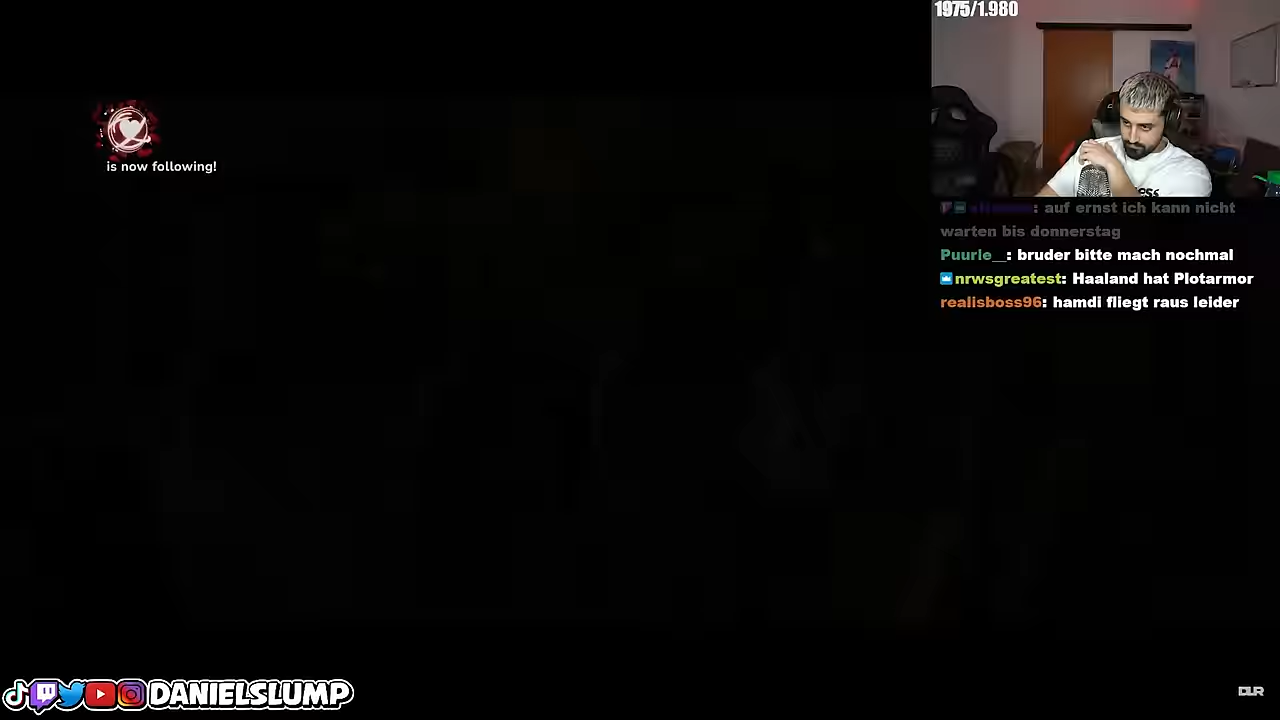 1975/1.980
is now following!
: auf ernst ich kann nicht
warten bis donnerstag
Puurle__: bruder bitte mach nochmal
nrwsgreatest: Haaland hat Plotarmor
realisboss96: hamdi fliegt raus leider
DANIELSLUMP
DLR